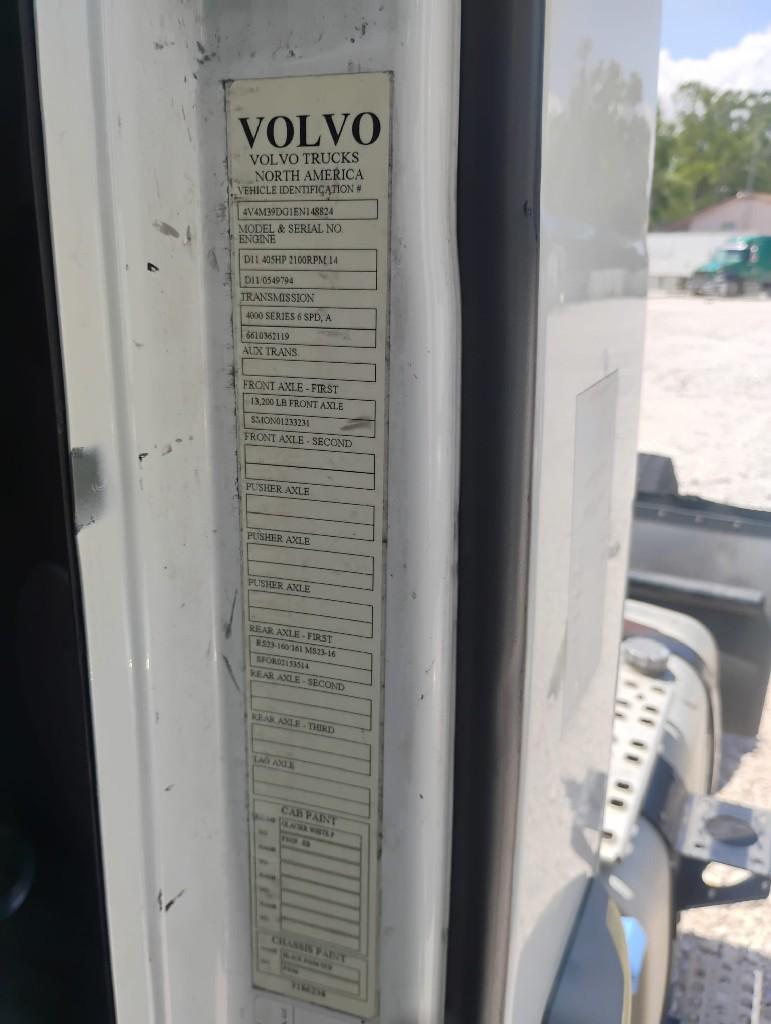 VOLVO
VOLVO TRUCKS
NORTH AMERICA
VEHICLE IDENTIFICATION #
4V4M39DG1EN148824
MODEL & SERIAL NO.
ENGINE
D11 405HP 2100RPM,14
D11/0549794
TRANSMISSION
4000 SERIES 6 SPD, A
6610362119
AUX TRANS.
FRONT AXLE - FIRST
13,200 LB FRONT AXLE
SMON01233231
FRONT AXLE - SECOND
PUSHER AXLE
PUSHER AXLE
PUSHER AXLE
REAR AXLE - FIRST
RS23-160/161 MS23-16
SFOR02153514
REAR AXLE - SECOND
REAR AXLE - THIRD
LAG AXLE
CAB PAINT
GLACIER WHITE
CHASSIS PAINT